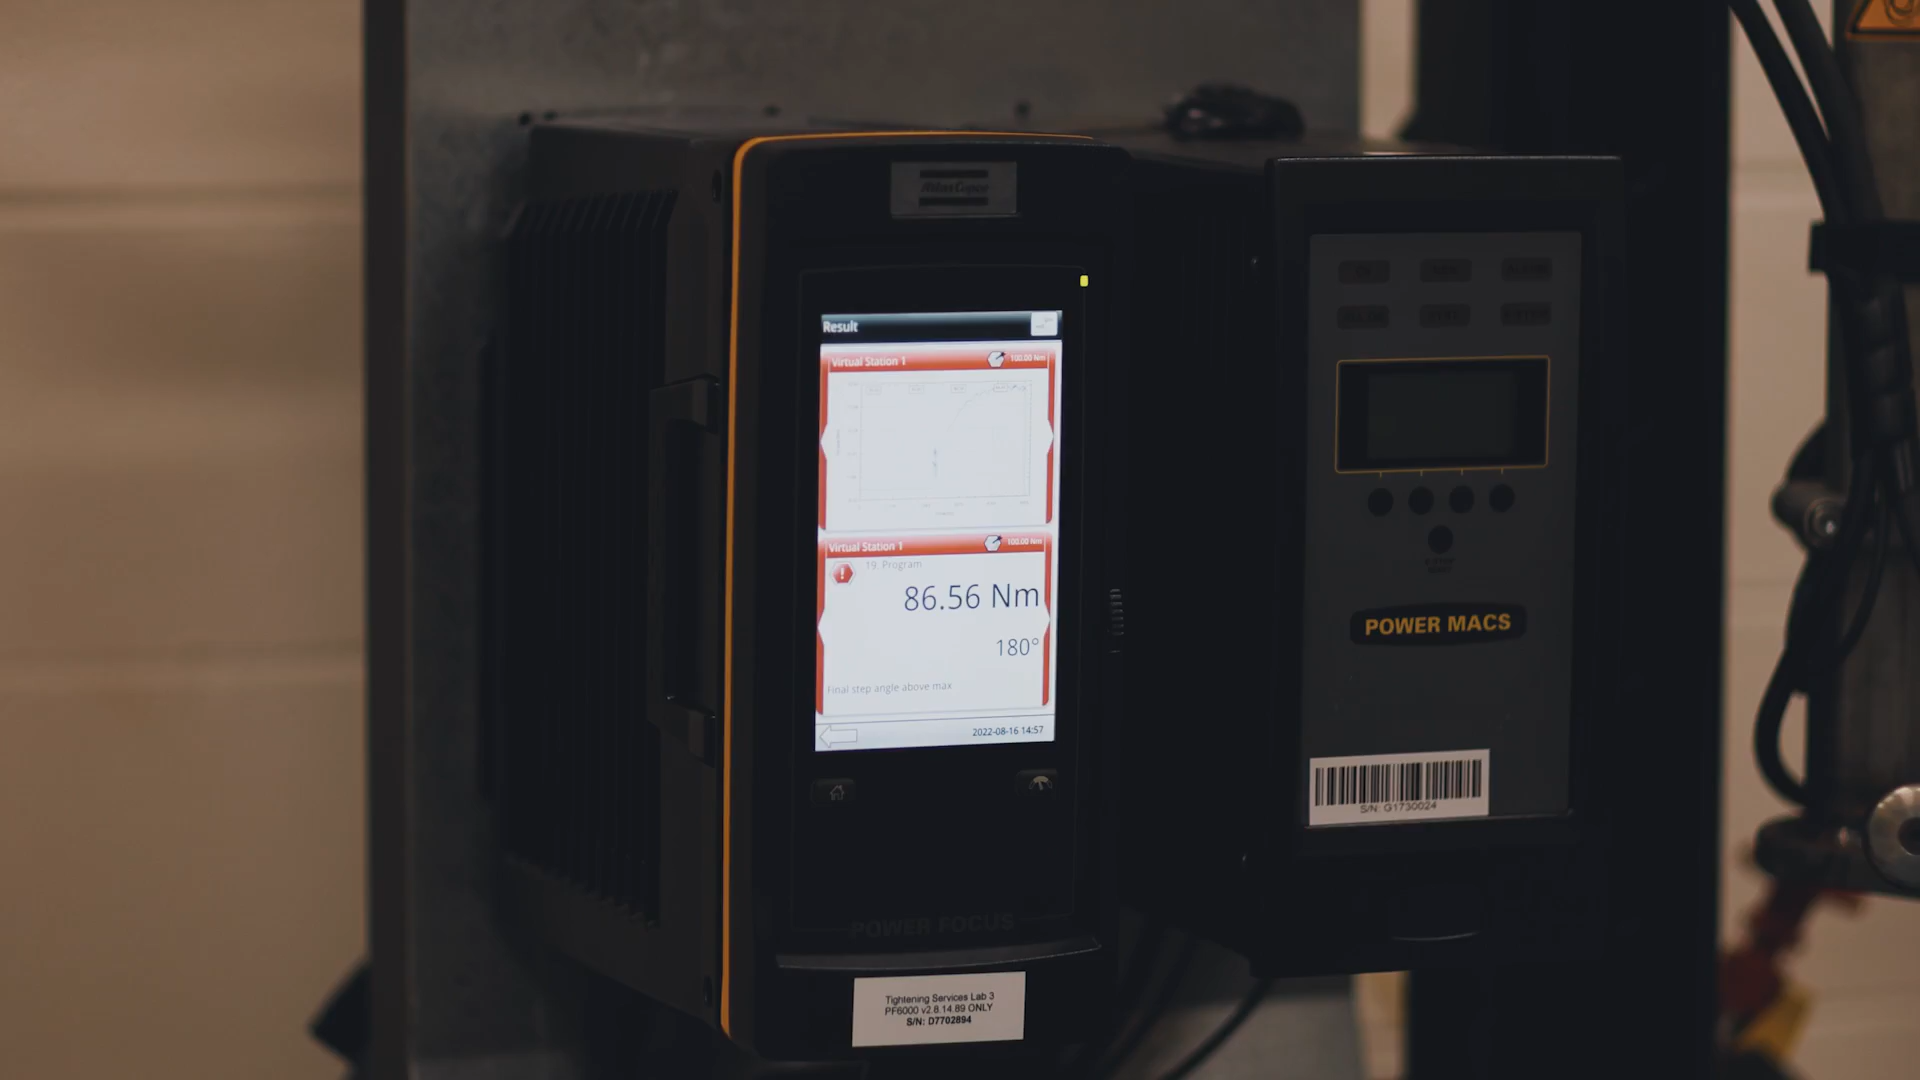 Atlas Copco
Result
Virtual Station 1
100.00 Nm
Virtual Station 1
100.00 Nm
19. Program
86.56 Nm
180°
Final step angle above max
2022-08-16 14:57
POWER FOCUS
Tightening Services Lab 3
PF6000 v2.8.14.89 ONLY
S/N: D7702894
POWER MACS
S/N: G1730024